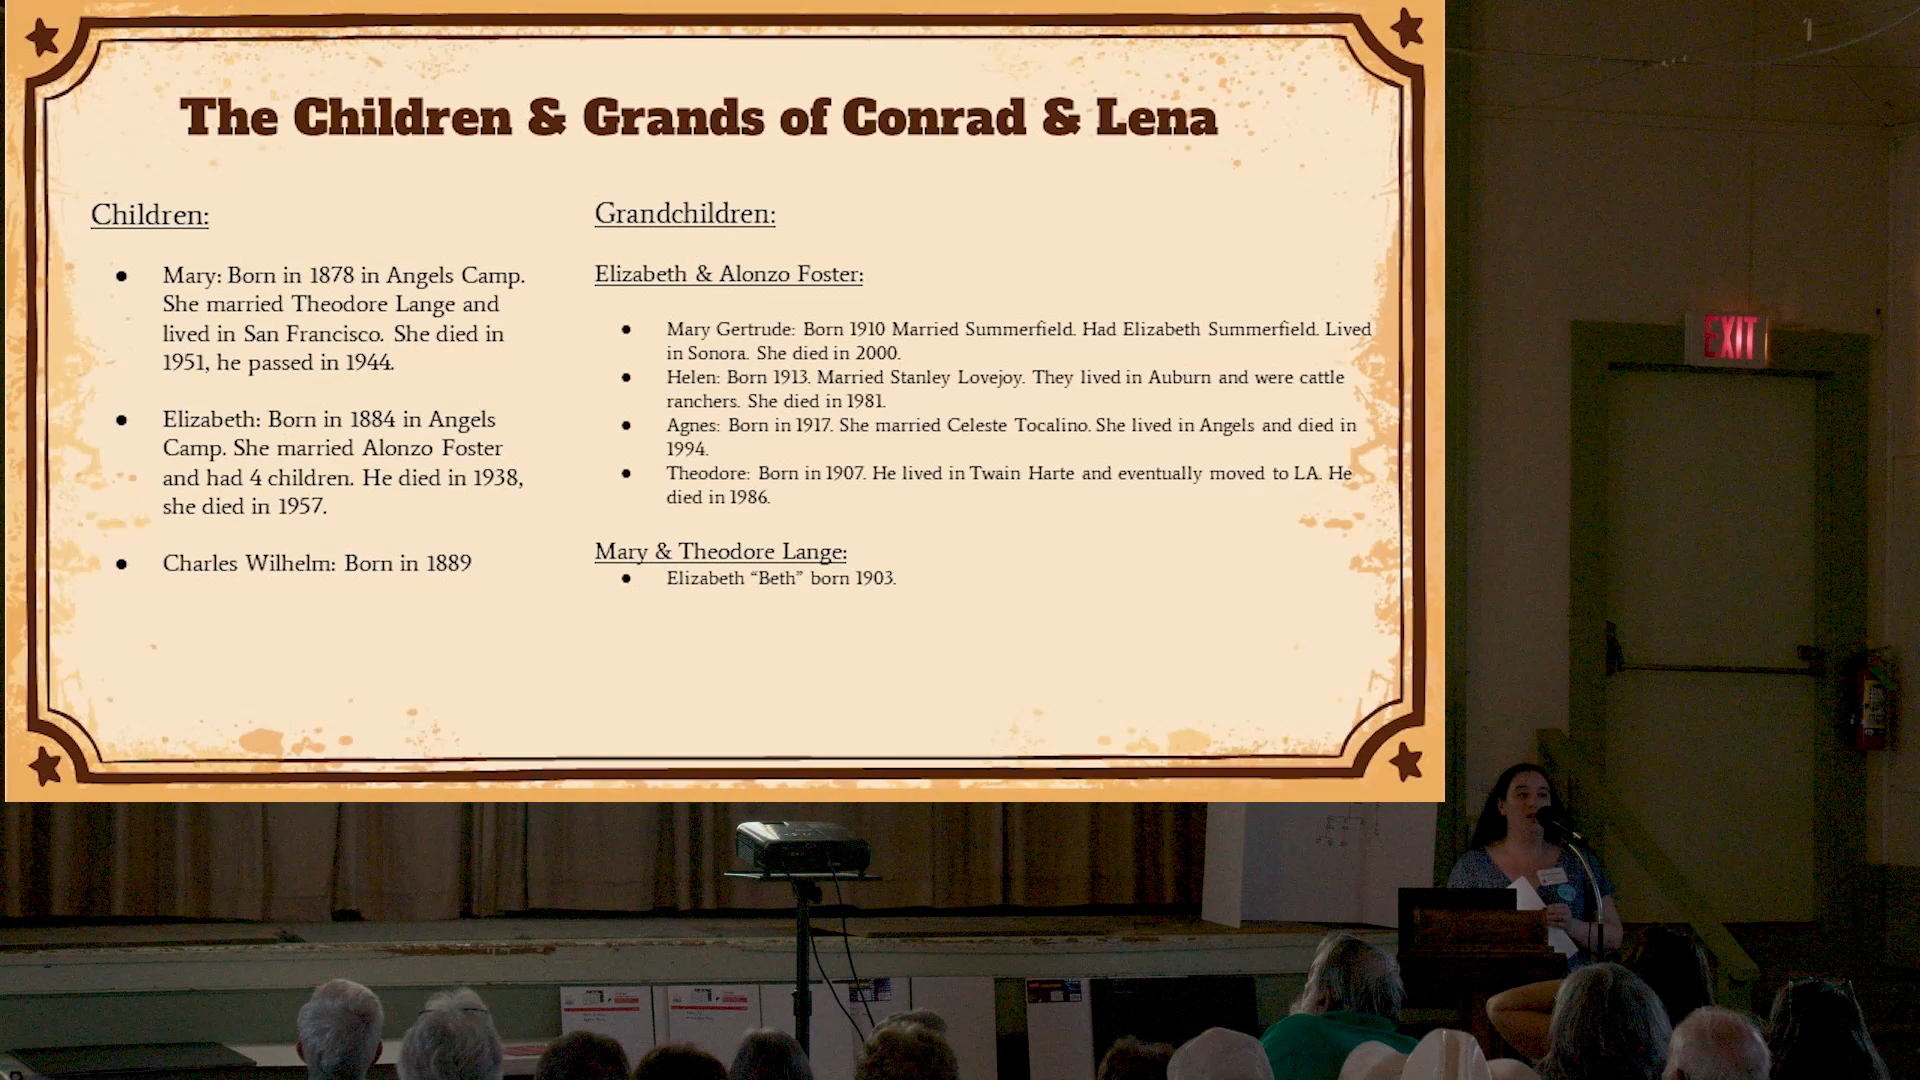 The Children & Grands of Conrad & Lena
Children:
● Mary: Born in 1878 in Angels Camp.
She married Theodore Lange and
lived in San Francisco. She died in
1951, he passed in 1944.
● Elizabeth: Born in 1884 in Angels
Camp. She married Alonzo Foster
and had 4 children. He died in 1938,
she died in 1957.
● Charles Wilhelm: Born in 1889
Grandchildren:
Elizabeth & Alonzo Foster:
● Mary Gertrude: Born 1910 Married Summerfield. Had Elizabeth Summerfield. Lived
in Sonora. She died in 2000.
● Helen: Born 1913. Married Stanley Lovejoy. They lived in Auburn and were cattle
ranchers. She died in 1981.
● Agnes: Born in 1917. She married Celeste Tocalino. She lived in Angels and died in
1994.
● Theodore: Born in 1907. He lived in Twain Harte and eventually moved to LA. He
died in 1986.
Mary & Theodore Lange:
● Elizabeth “Beth” born 1903.
EXIT